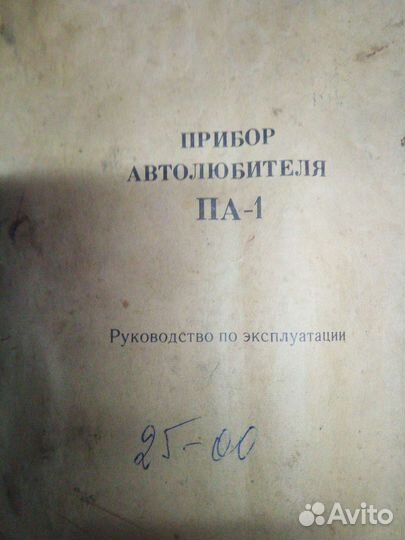 ПРИБОР
АВТОЛЮБИТЕЛЯ
ПА-1
Руководство по эксплуатации
25-00
Avito